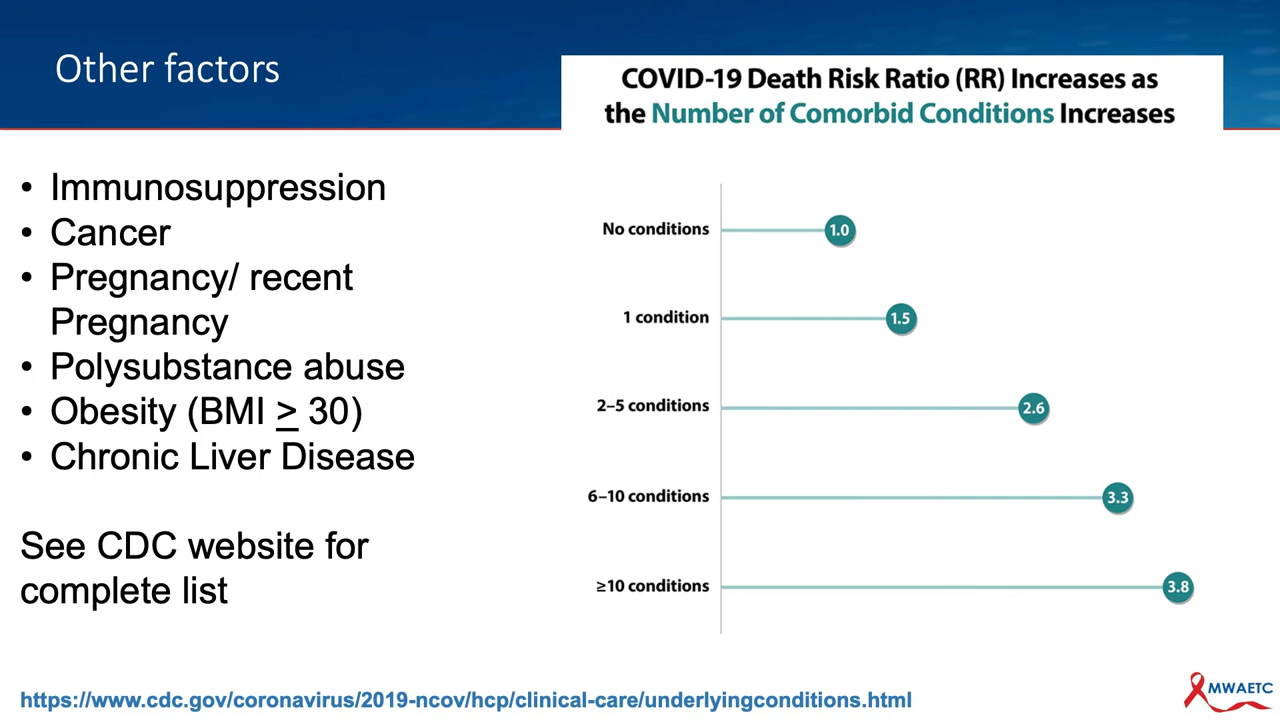 Other factors
COVID-19 Death Risk Ratio (RR) Increases as
the Number of Comorbid Conditions Increases
• Immunosuppression
• Cancer
• Pregnancy/ recent
Pregnancy
• Polysubstance abuse
• Obesity (BMI ≥ 30)
• Chronic Liver Disease
See CDC website for
complete list
No conditions 1.0
1 condition 1.5
2–5 conditions 2.6
6–10 conditions 3.3
≥10 conditions 3.8
https://www.cdc.gov/coronavirus/2019-ncov/hcp/clinical-care/underlyingconditions.html
MWAETC